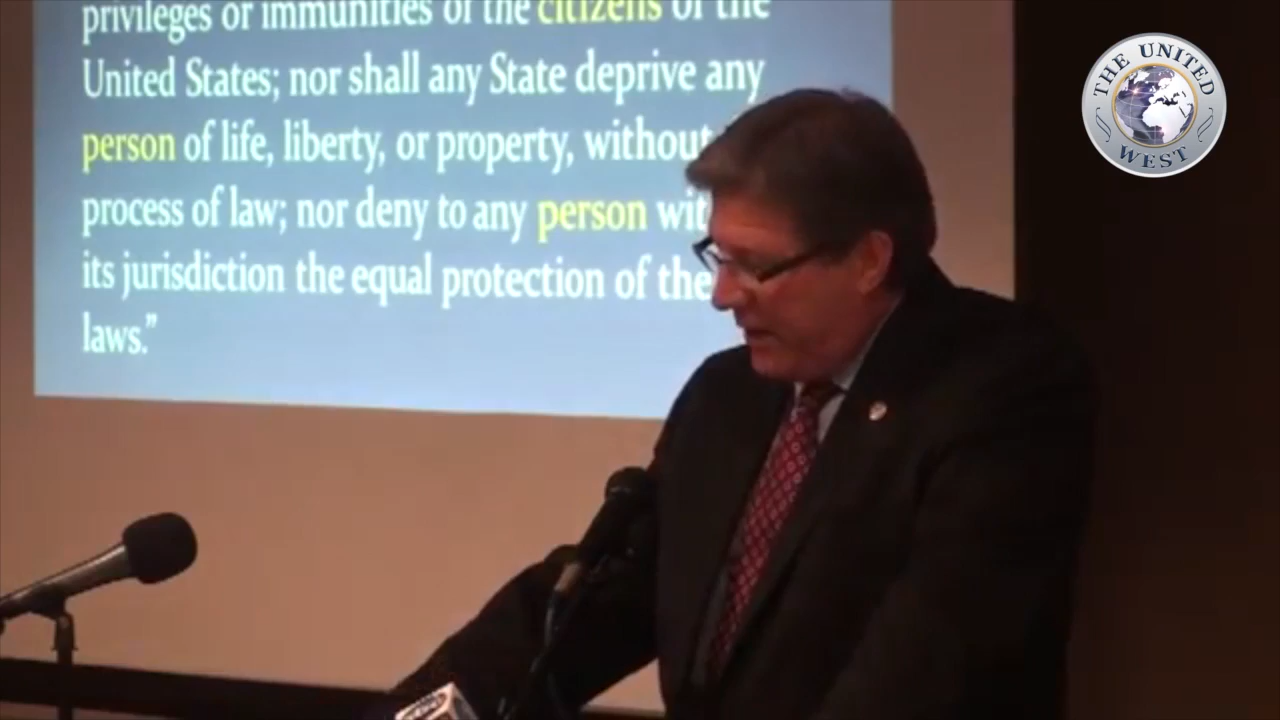 privileges or immunities of the citizens of the
United States; nor shall any State deprive any
person of life, liberty, or property, without
process of law; nor deny to any person
its jurisdiction the equal protection of the
laws.”
THE UNITED
WEST